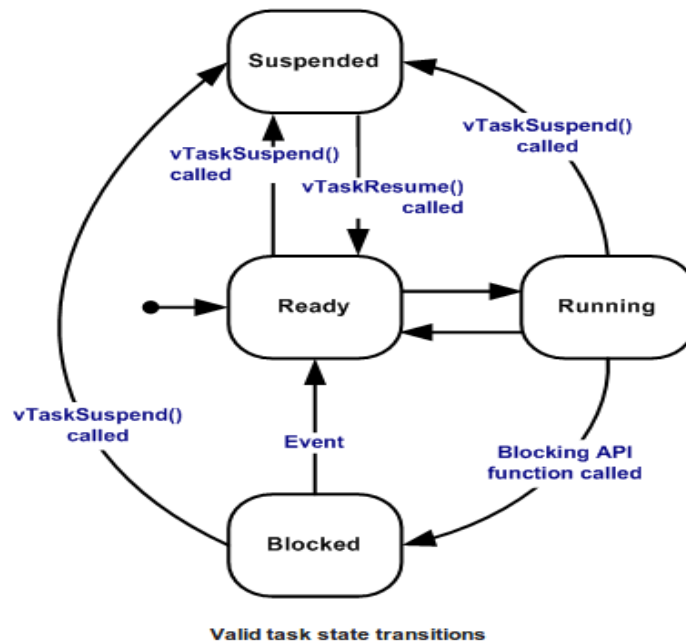 Suspended
vTaskSuspend()
called
vTaskSuspend()
called
vTaskResume()
called
Ready
Running
vTaskSuspend()
called
Event
Blocking API
function called
Blocked
Valid task state transitions